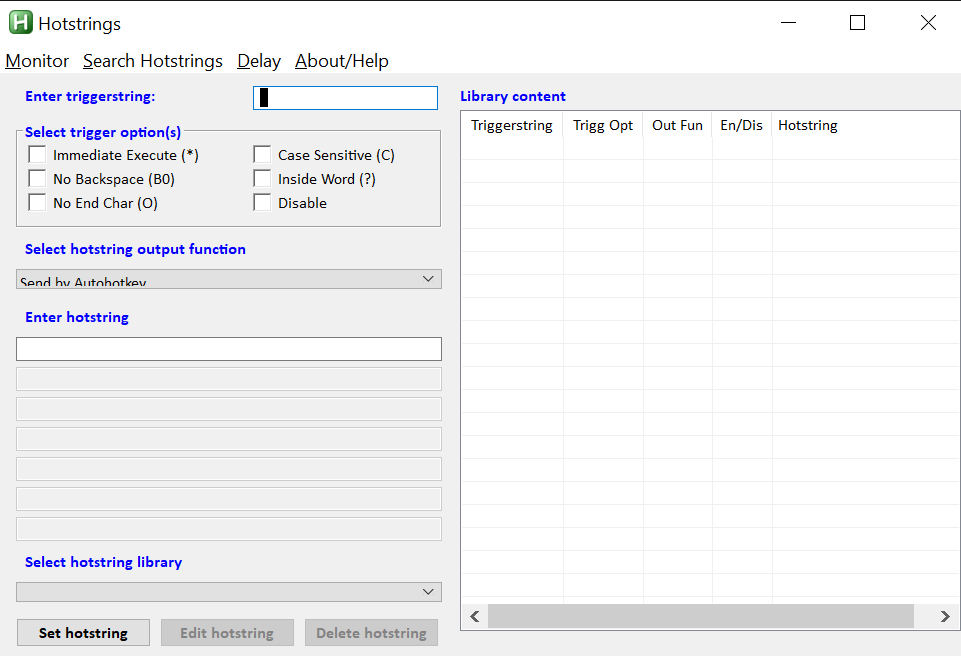 Hotstrings
Monitor Search Hotstrings Delay About/Help
Enter triggerstring:
Select trigger option(s)
Immediate Execute (*) Case Sensitive (C)
No Backspace (B0) Inside Word (?)
No End Char (O) Disable
Select hotstring output function
Send by Autohotkey
Enter hotstring
Select hotstring library
Set hotstring Edit hotstring Delete hotstring
Library content
Triggerstring Trigg Opt Out Fun En/Dis Hotstring